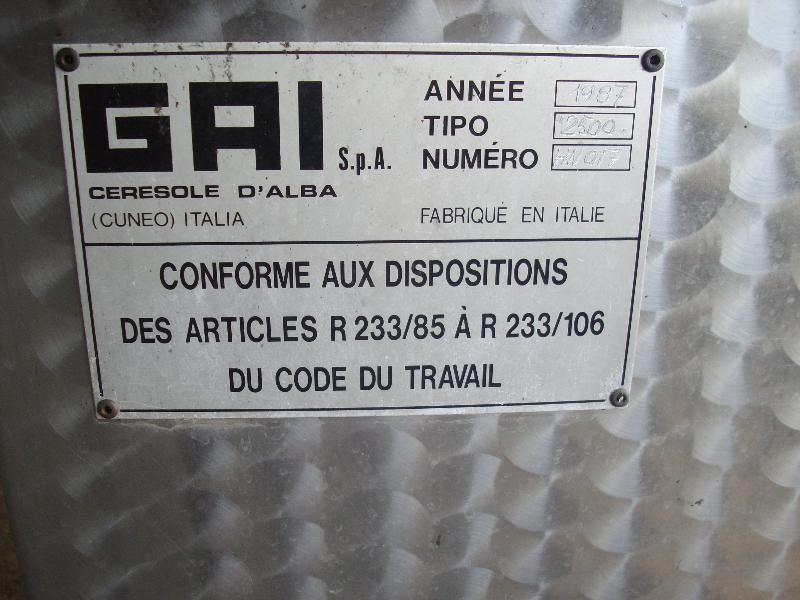 GAI S.p.A.
CERESOLE D'ALBA
(CUNEO) ITALIA
ANNÉE 1987
TIPO 2500
NUMÉRO
FABRIQUÉ EN ITALIE
CONFORME AUX DISPOSITIONS
DES ARTICLES R 233/85 À R 233/106
DU CODE DU TRAVAIL